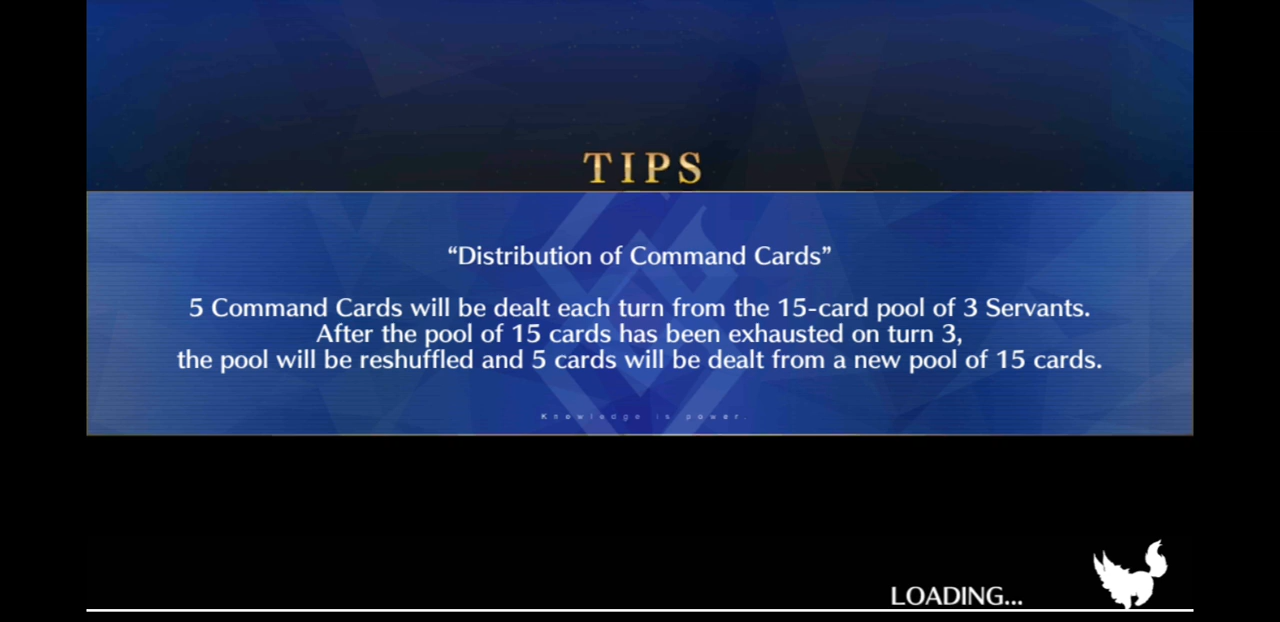 TIPS
“Distribution of Command Cards”
5 Command Cards will be dealt each turn from the 15-card pool of 3 Servants.
After the pool of 15 cards has been exhausted on turn 3,
the pool will be reshuffled and 5 cards will be dealt from a new pool of 15 cards.
Knowledge is power.
LOADING...